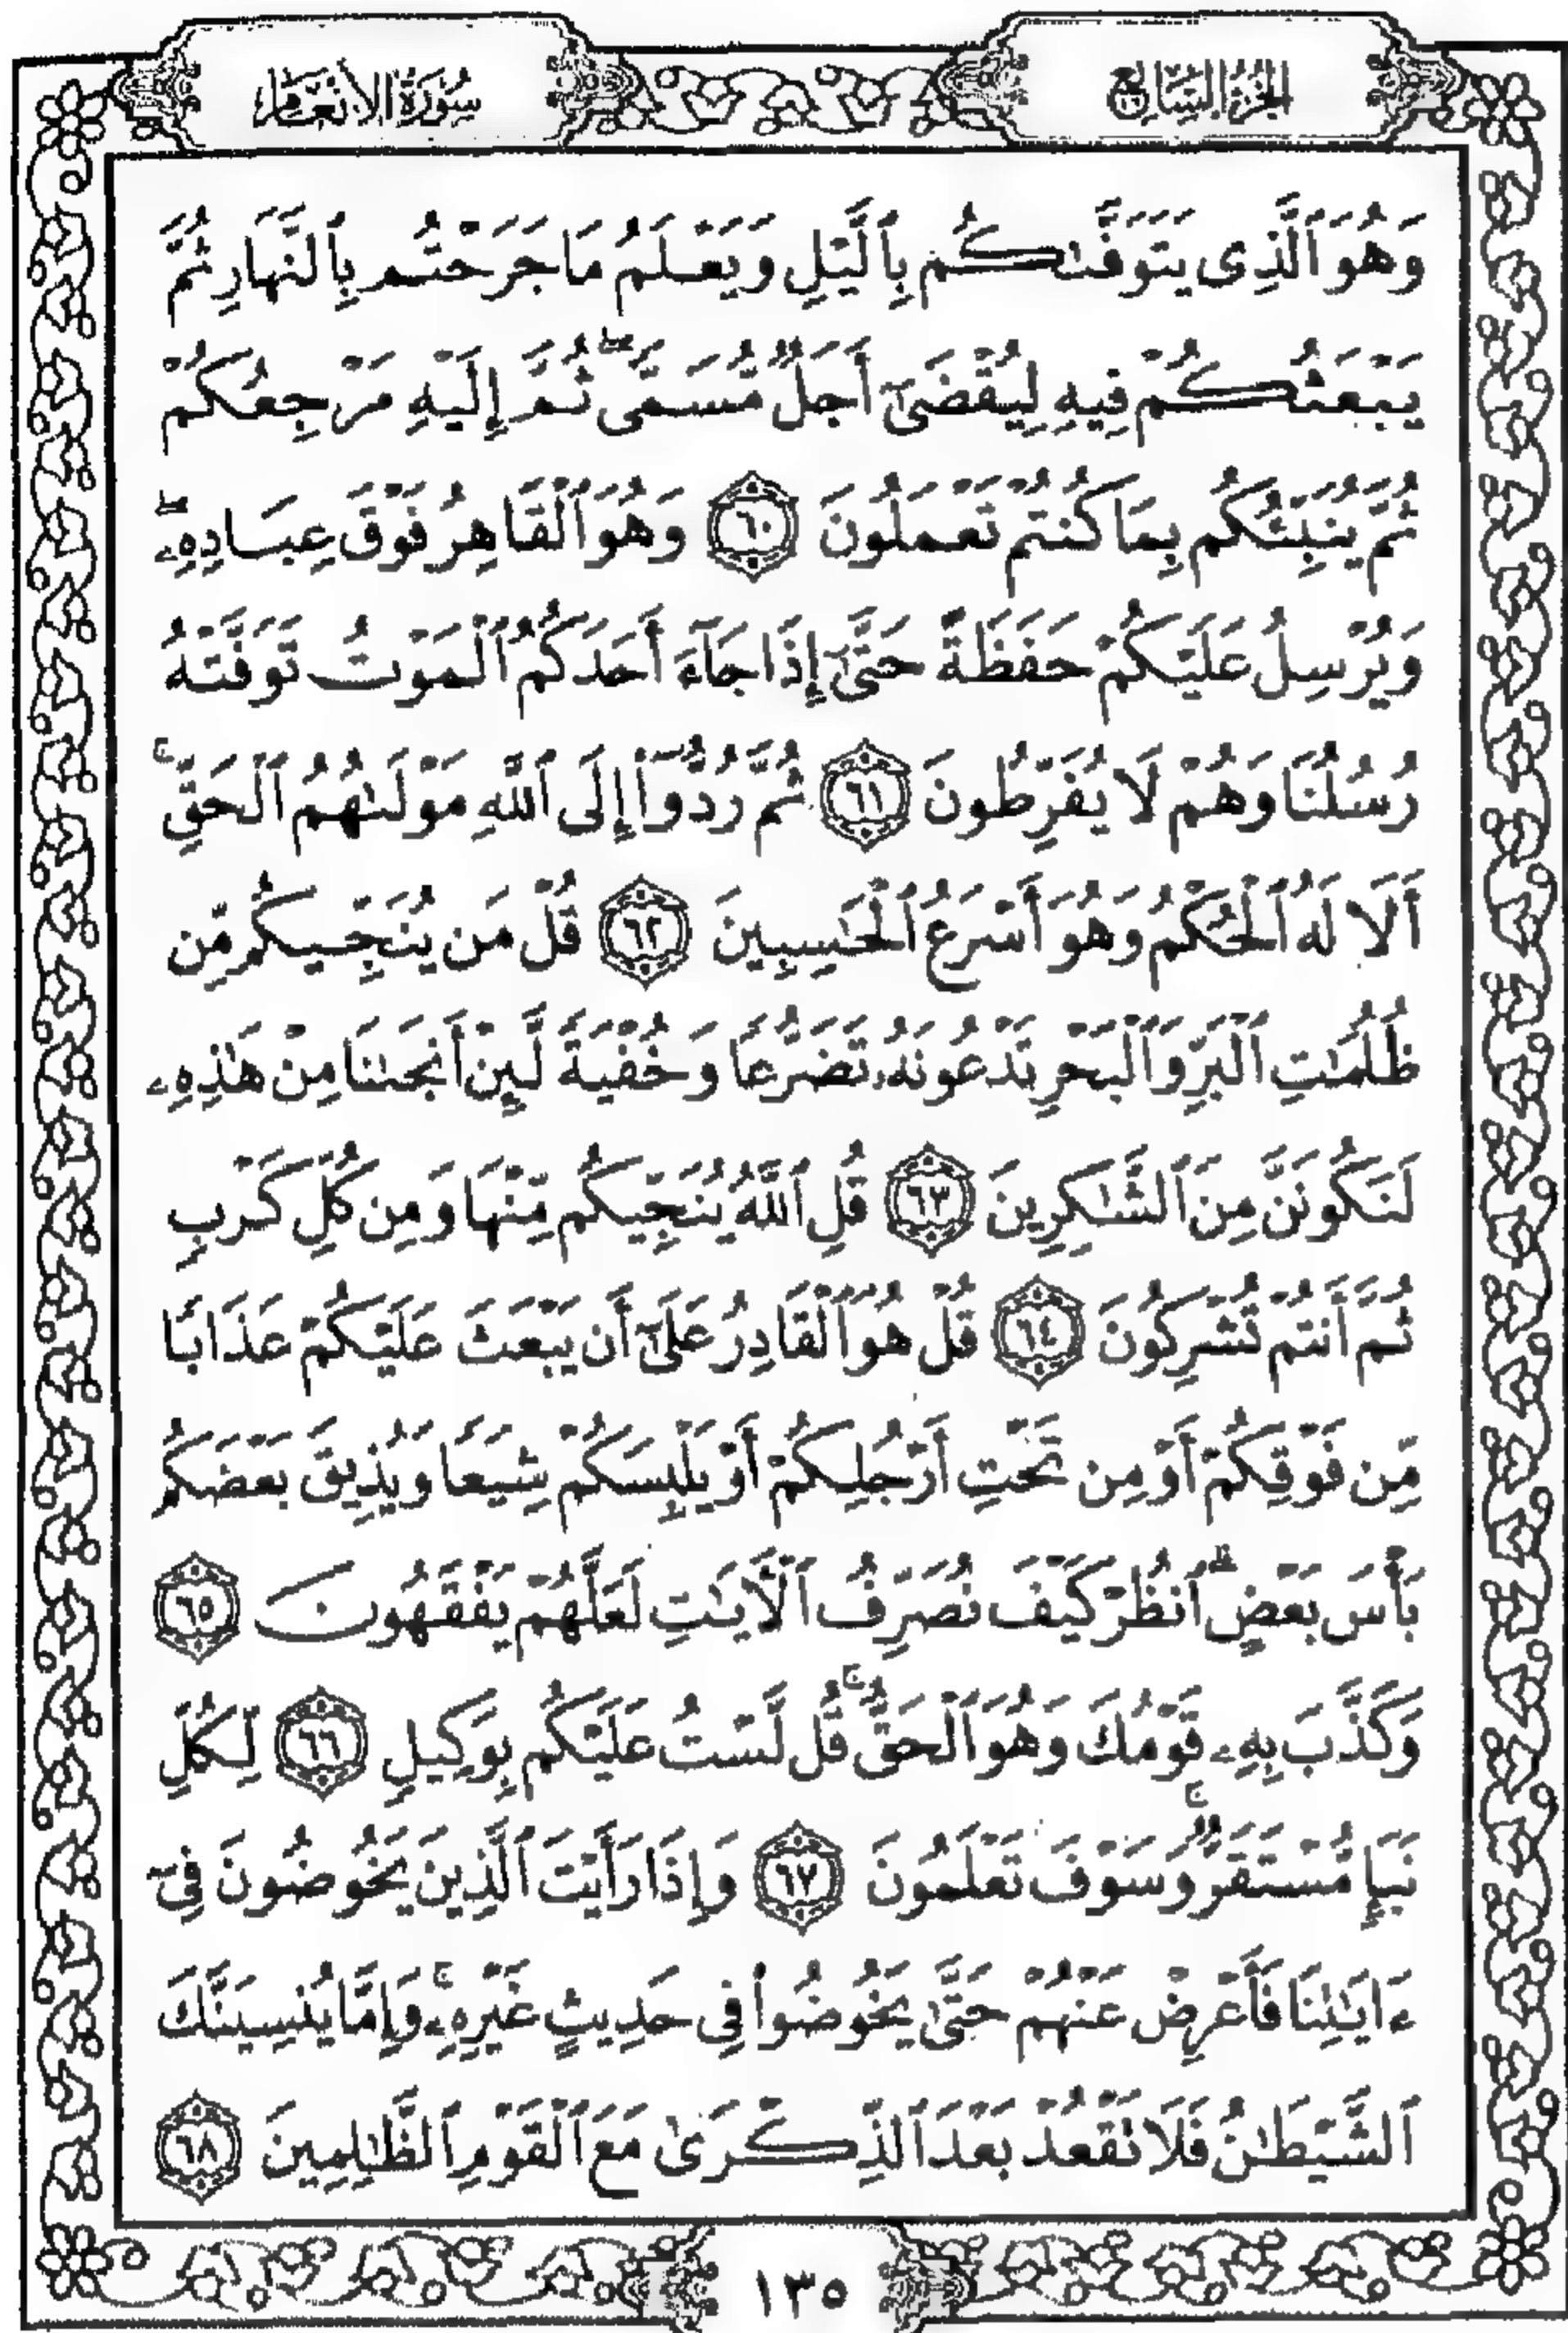 الجزء السابع
سورة الأنعام
وَهُوَ ٱلَّذِى يَتَوَفَّىٰكُم بِٱلَّيْلِ وَيَعْلَمُ مَا جَرَحْتُم بِٱلنَّهَارِ ثُمَّ
يَبْعَثُكُمْ فِيهِ لِيُقْضَىٰٓ أَجَلٌ مُّسَمًّى ۖ ثُمَّ إِلَيْهِ مَرْجِعُكُمْ
ثُمَّ يُنَبِّئُكُم بِمَا كُنتُمْ تَعْمَلُونَ ٦٠ وَهُوَ ٱلْقَاهِرُ فَوْقَ عِبَادِهِۦ ۖ
وَيُرْسِلُ عَلَيْكُمْ حَفَظَةً حَتَّىٰٓ إِذَا جَآءَ أَحَدَكُمُ ٱلْمَوْتُ تَوَفَّتْهُ
رُسُلُنَا وَهُمْ لَا يُفَرِّطُونَ ٦١ ثُمَّ رُدُّوٓا۟ إِلَى ٱللَّهِ مَوْلَىٰهُمُ ٱلْحَقِّ ۚ
أَلَا لَهُ ٱلْحُكْمُ وَهُوَ أَسْرَعُ ٱلْحَٰسِبِينَ ٦٢ قُلْ مَن يُنَجِّيكُم مِّن
ظُلُمَٰتِ ٱلْبَرِّ وَٱلْبَحْرِ تَدْعُونَهُۥ تَضَرُّعًا وَخُفْيَةً لَّئِنْ أَنجَىٰنَا مِنْ هَٰذِهِۦ
لَنَكُونَنَّ مِنَ ٱلشَّٰكِرِينَ ٦٣ قُلِ ٱللَّهُ يُنَجِّيكُم مِّنْهَا وَمِن كُلِّ كَرْبٍ
ثُمَّ أَنتُمْ تُشْرِكُونَ ٦٤ قُلْ هُوَ ٱلْقَادِرُ عَلَىٰٓ أَن يَبْعَثَ عَلَيْكُمْ عَذَابًا
مِّن فَوْقِكُمْ أَوْ مِن تَحْتِ أَرْجُلِكُمْ أَوْ يَلْبِسَكُمْ شِيَعًا وَيُذِيقَ بَعْضَكُم
بَأْسَ بَعْضٍ ۗ ٱنظُرْ كَيْفَ نُصَرِّفُ ٱلْءَايَٰتِ لَعَلَّهُمْ يَفْقَهُونَ ٦٥
وَكَذَّبَ بِهِۦ قَوْمُكَ وَهُوَ ٱلْحَقُّ ۚ قُل لَّسْتُ عَلَيْكُم بِوَكِيلٍ ٦٦ لِّكُلِّ
نَبَإٍ مُّسْتَقَرٌّ ۚ وَسَوْفَ تَعْلَمُونَ ٦٧ وَإِذَا رَأَيْتَ ٱلَّذِينَ يَخُوضُونَ فِىٓ
ءَايَٰتِنَا فَأَعْرِضْ عَنْهُمْ حَتَّىٰ يَخُوضُوا۟ فِى حَدِيثٍ غَيْرِهِۦ ۚ وَإِمَّا يُنسِيَنَّكَ
ٱلشَّيْطَٰنُ فَلَا تَقْعُدْ بَعْدَ ٱلذِّكْرَىٰ مَعَ ٱلْقَوْمِ ٱلظَّٰلِمِينَ ٦٨
١٣٥